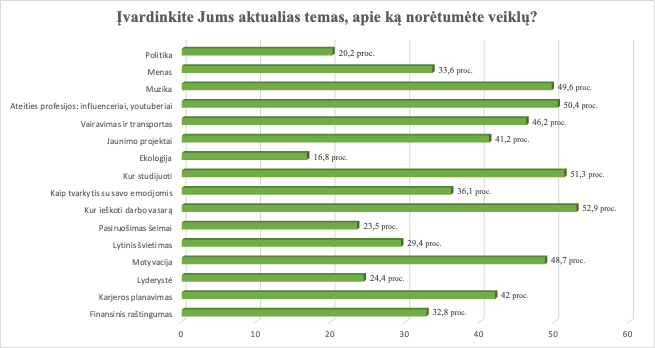 Įvardinkite Jums aktualias temas, apie ką norėtumėte veiklų?
Politika 20,2 proc.
Menas 33,6 proc.
Muzika 49,6 proc.
Ateities profesijos: influenceriai, youtuberiai 50,4 proc.
Vairavimas ir transportas 46,2 proc.
Jaunimo projektai 41,2 proc.
Ekologija 16,8 proc.
Kur studijuoti 51,3 proc.
Kaip tvarkytis su savo emocijomis 36,1 proc.
Kur ieškoti darbo vasarą 52,9 proc.
Pasiruošimas šeimai 23,5 proc.
Lytinis švietimas 29,4 proc.
Motyvacija 48,7 proc.
Lyderystė 24,4 proc.
Karjeros planavimas 42 proc.
Finansinis raštingumas 32,8 proc.
0 10 20 30 40 50 60